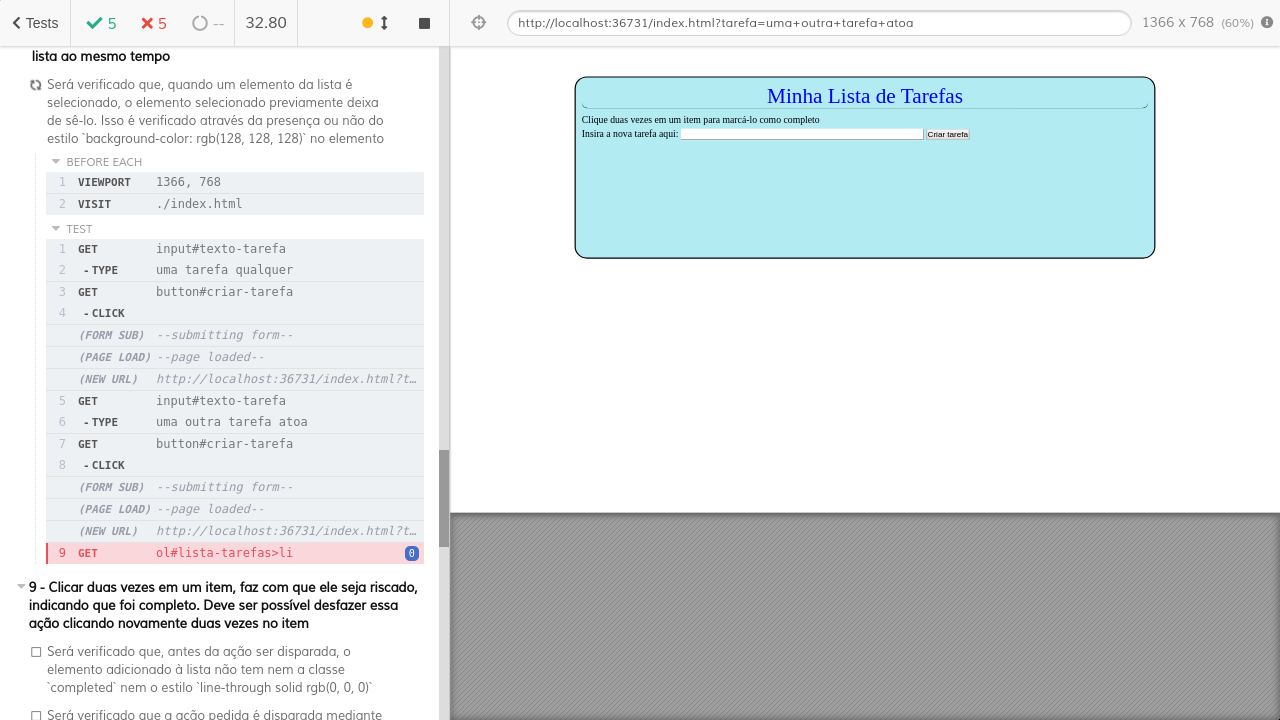 Tests
5
5
--
32.80
http://localhost:36731/index.html?tarefa=uma+outra+tarefa+atoa
1366 x 768 (60%)
lista ao mesmo tempo
Será verificado que, quando um elemento da lista é
selecionado, o elemento selecionado previamente deixa
de sê-lo. Isso é verificado através da presença ou não do
estilo `background-color: rgb(128, 128, 128)` no elemento
BEFORE EACH
1 VIEWPORT 1366, 768
2 VISIT ./index.html
TEST
1 GET input#texto-tarefa
2 -TYPE uma tarefa qualquer
3 GET button#criar-tarefa
4 -CLICK
(FORM SUB) --submitting form--
(PAGE LOAD) --page loaded--
(NEW URL) http://localhost:36731/index.html?t…
5 GET input#texto-tarefa
6 -TYPE uma outra tarefa atoa
7 GET button#criar-tarefa
8 -CLICK
(FORM SUB) --submitting form--
(PAGE LOAD) --page loaded--
(NEW URL) http://localhost:36731/index.html?t…
9 GET ol#lista-tarefas>li 0
9 - Clicar duas vezes em um item, faz com que ele seja riscado,
indicando que foi completo. Deve ser possível desfazer essa
ação clicando novamente duas vezes no item
Será verificado que, antes da ação ser disparada, o
elemento adicionado à lista não tem nem a classe
`completed` nem o estilo `line-through solid rgb(0, 0, 0)`
Será verificado que a ação pedida é disparada mediante
Minha Lista de Tarefas
Clique duas vezes em um item para marcá-lo como completo
Insira a nova tarefa aqui: Criar tarefa